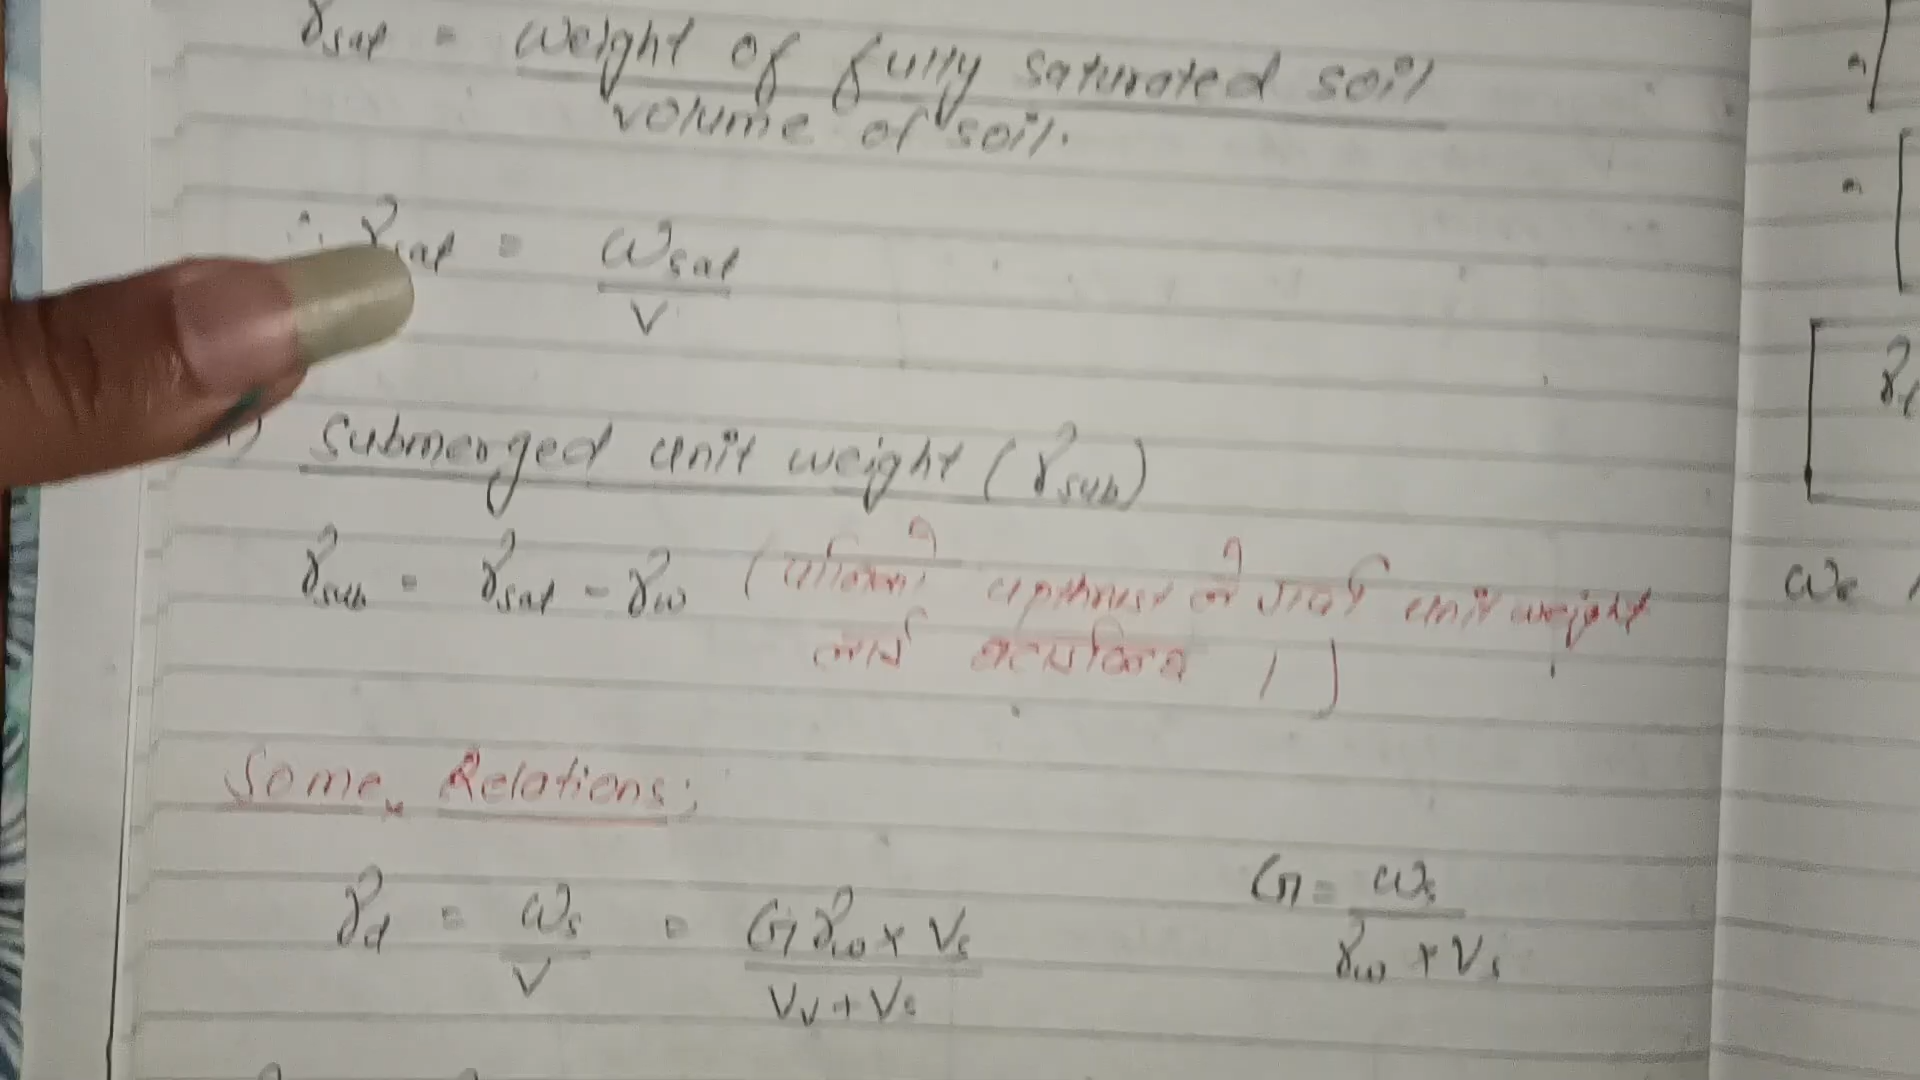 γsat = weight of fully saturated soil
volume of soil.
∴ γsat = Wsat / V
Submerged unit weight (γsub)
γsub = γsat - γw ( upthrust unit weight
। )
Some Relations:
γd = Ws / V = Gγw x Vs / Vv + Vs
G = Ws / γw x Vs